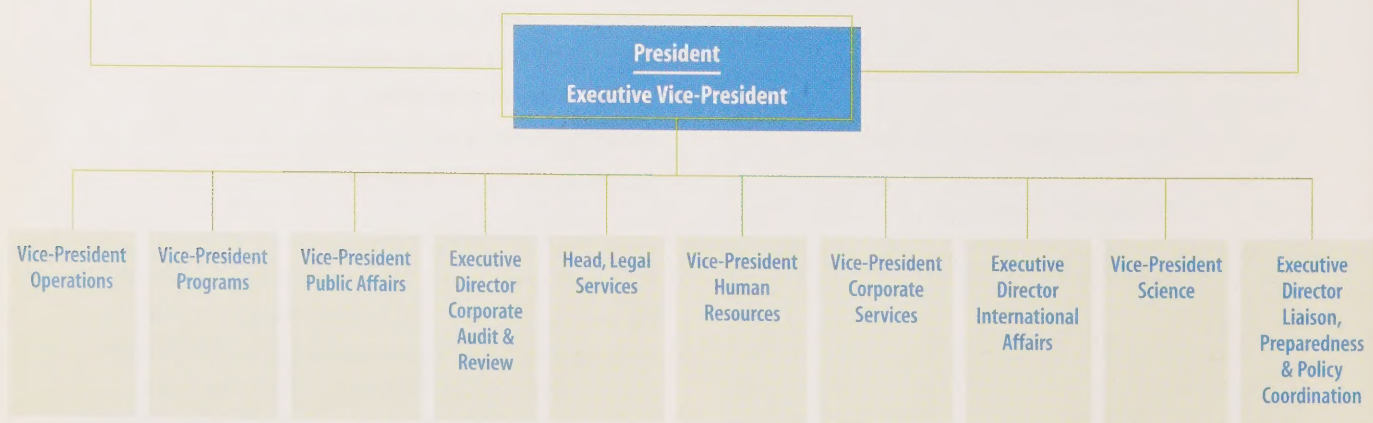 President
Executive Vice-President
Vice-President
Operations
Vice-President
Programs
Vice-President
Public Affairs
Executive
Director
Corporate
Audit &
Review
Head, Legal
Services
Vice-President
Human
Resources
Vice-President
Corporate
Services
Executive
Director
International
Affairs
Vice-President
Science
Executive
Director
Liaison,
Preparedness
& Policy
Coordination